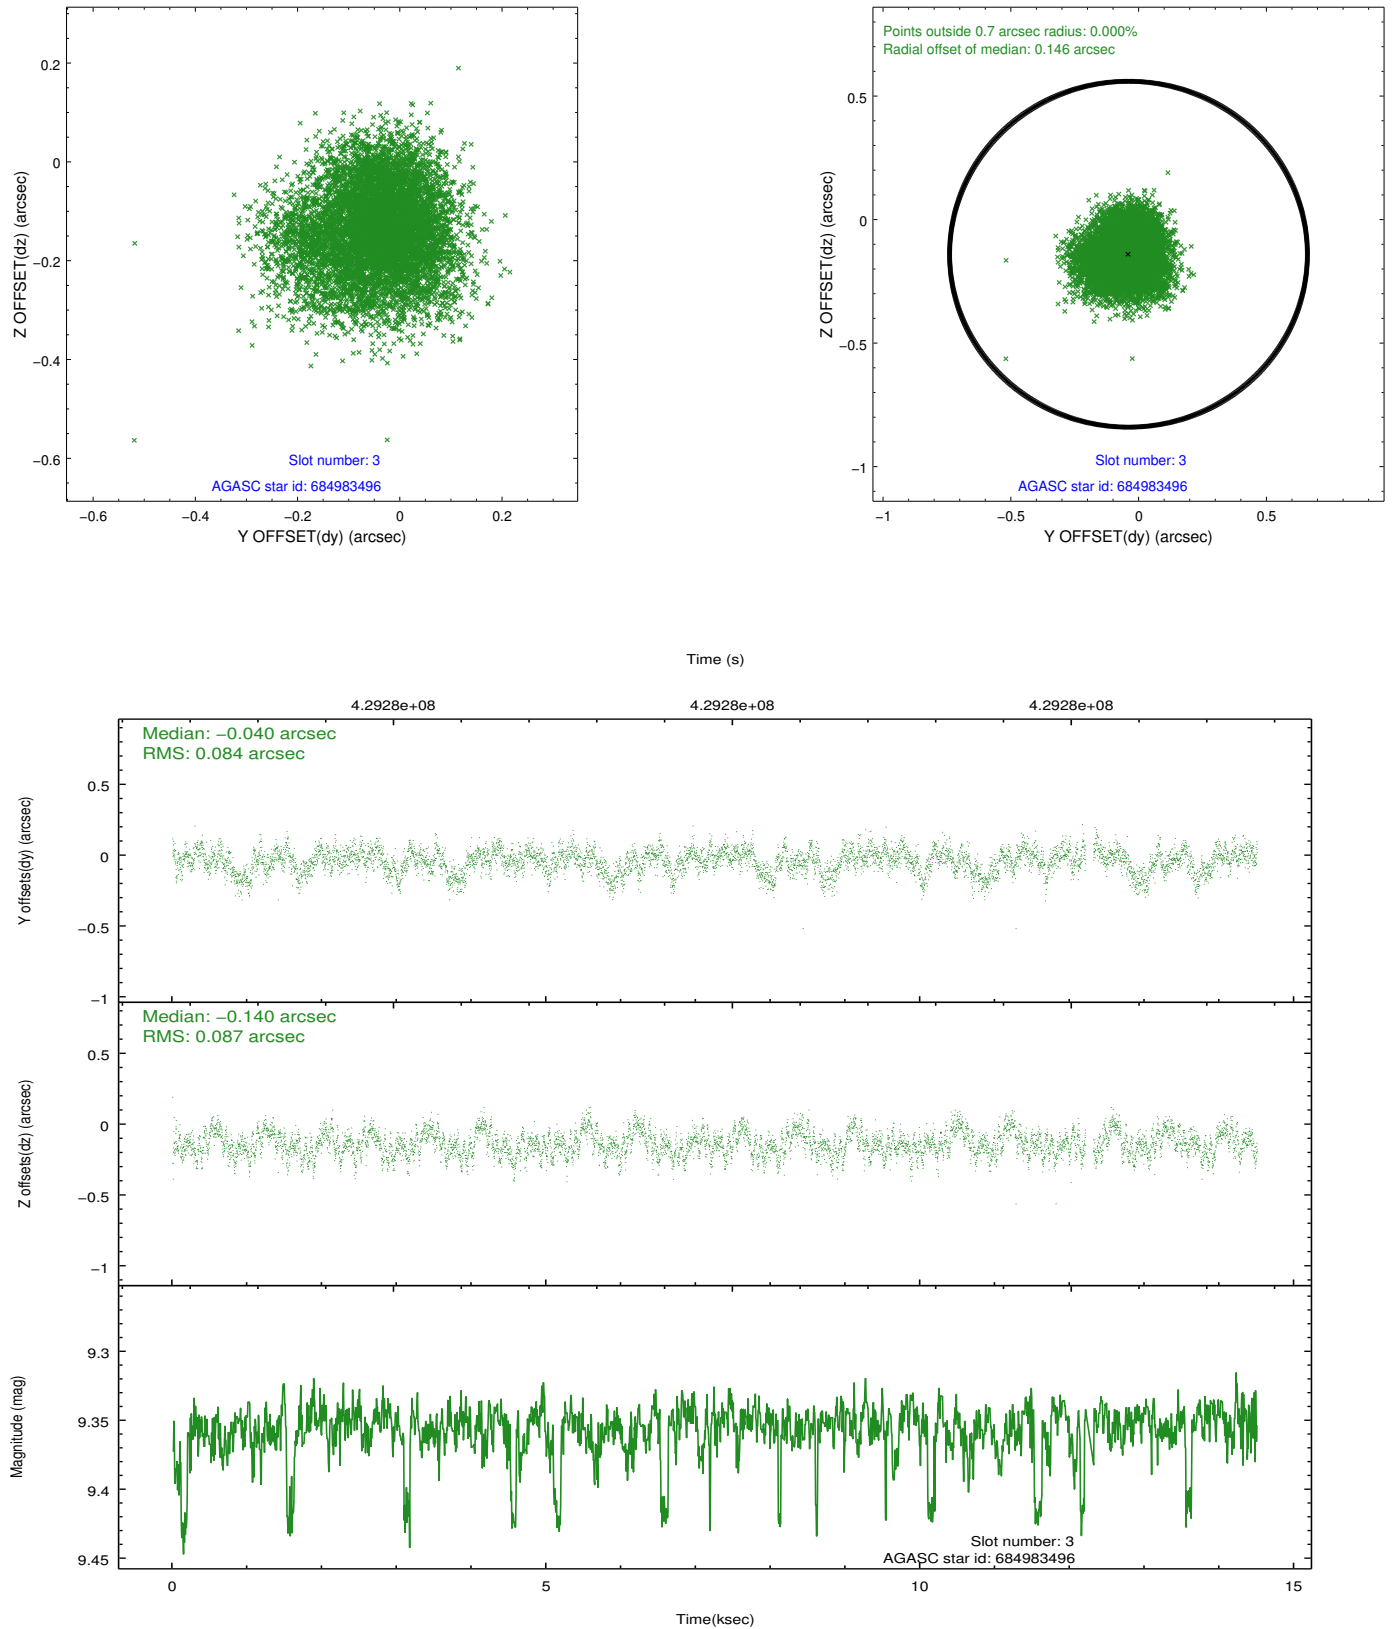 0.2
0
−0.2
−0.4
−0.6
Z OFFSET(dz) (arcsec)
Slot number: 3
AGASC star id: 684983496
−0.6
−0.4
−0.2
0
0.2
Y OFFSET(dy) (arcsec)
Points outside 0.7 arcsec radius: 0.000%
Radial offset of median: 0.146 arcsec
0.5
0
−0.5
−1
Z OFFSET(dz) (arcsec)
Slot number: 3
AGASC star id: 684983496
−1
−0.5
0
0.5
Y OFFSET(dy) (arcsec)
Time (s)
4.2928e+08
4.2928e+08
4.2928e+08
Median: −0.040 arcsec
RMS: 0.084 arcsec
0.5
0
−0.5
−1
Y offsets(dy) (arcsec)
Median: −0.140 arcsec
RMS: 0.087 arcsec
0.5
0
−0.5
−1
Z offsets(dz) (arcsec)
9.3
9.35
9.4
9.45
Magnitude (mag)
Slot number: 3
AGASC star id: 684983496
0
5
10
15
Time(ksec)